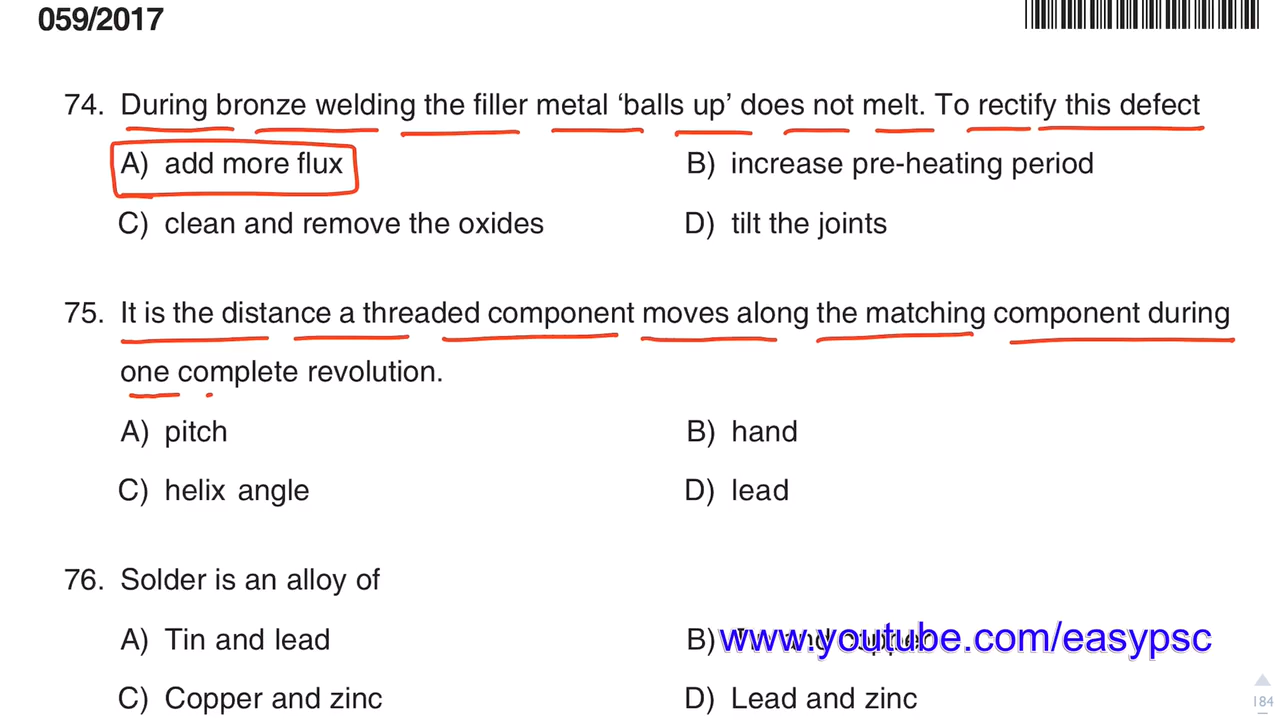 059/2017
74. During bronze welding the filler metal ‘balls up’ does not melt. To rectify this defect
A) add more flux B) increase pre-heating period
C) clean and remove the oxides D) tilt the joints
75. It is the distance a threaded component moves along the matching component during
one complete revolution.
A) pitch B) hand
C) helix angle D) lead
76. Solder is an alloy of
A) Tin and lead B) www.youtube.com/easypsc
C) Copper and zinc D) Lead and zinc
184